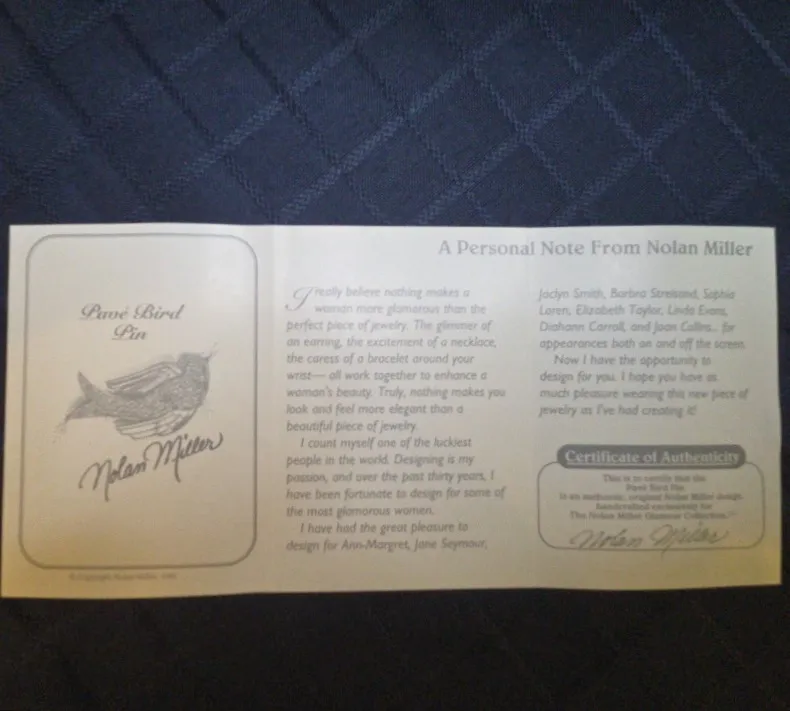 Pavé Bird
Pin
Nolan Miller
© Copyright Nolan Miller,
A Personal Note From Nolan Miller
I really believe nothing makes a
woman more glamorous than the
perfect piece of jewelry. The glimmer of
an earring, the excitement of a necklace,
the caress of a bracelet around your
wrist— all work together to enhance a
woman's beauty. Truly, nothing makes you
look and feel more elegant than a
beautiful piece of jewelry.
I count myself one of the luckiest
people in the world. Designing is my
passion, and over the past thirty years, I
have been fortunate to design for some of
the most glamorous women.
I have had the great pleasure to
design for Ann-Margret, Jane Seymour,
Jaclyn Smith, Barbra Streisand, Sophia
Loren, Elizabeth Taylor, Linda Evans,
Diahann Carroll, and Joan Collins... for
appearances both on and off the screen.
Now I have the opportunity to
design for you. I hope you have as
much pleasure wearing this new piece of
jewelry as I've had creating it!
Certificate of Authenticity
This is to certify that the
Pavé Bird Pin
is an authentic, original Nolan Miller design,
handcrafted exclusively for
The Nolan Miller Glamour Collection.™
Nolan Miller